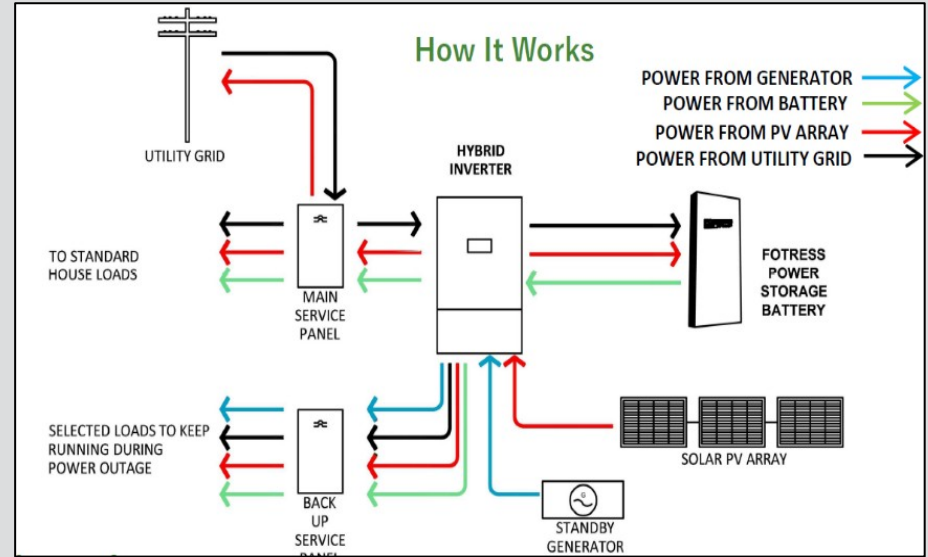 How It Works
POWER FROM GENERATOR
POWER FROM BATTERY
POWER FROM PV ARRAY
POWER FROM UTILITY GRID
UTILITY GRID
HYBRID
INVERTER
TO STANDARD
HOUSE LOADS
MAIN
SERVICE
PANEL
FOTRESS
POWER
STORAGE
BATTERY
SELECTED LOADS TO KEEP
RUNNING DURING
POWER OUTAGE
BACK
UP
SERVICE
PANEL
SOLAR PV ARRAY
G
STANDBY
GENERATOR